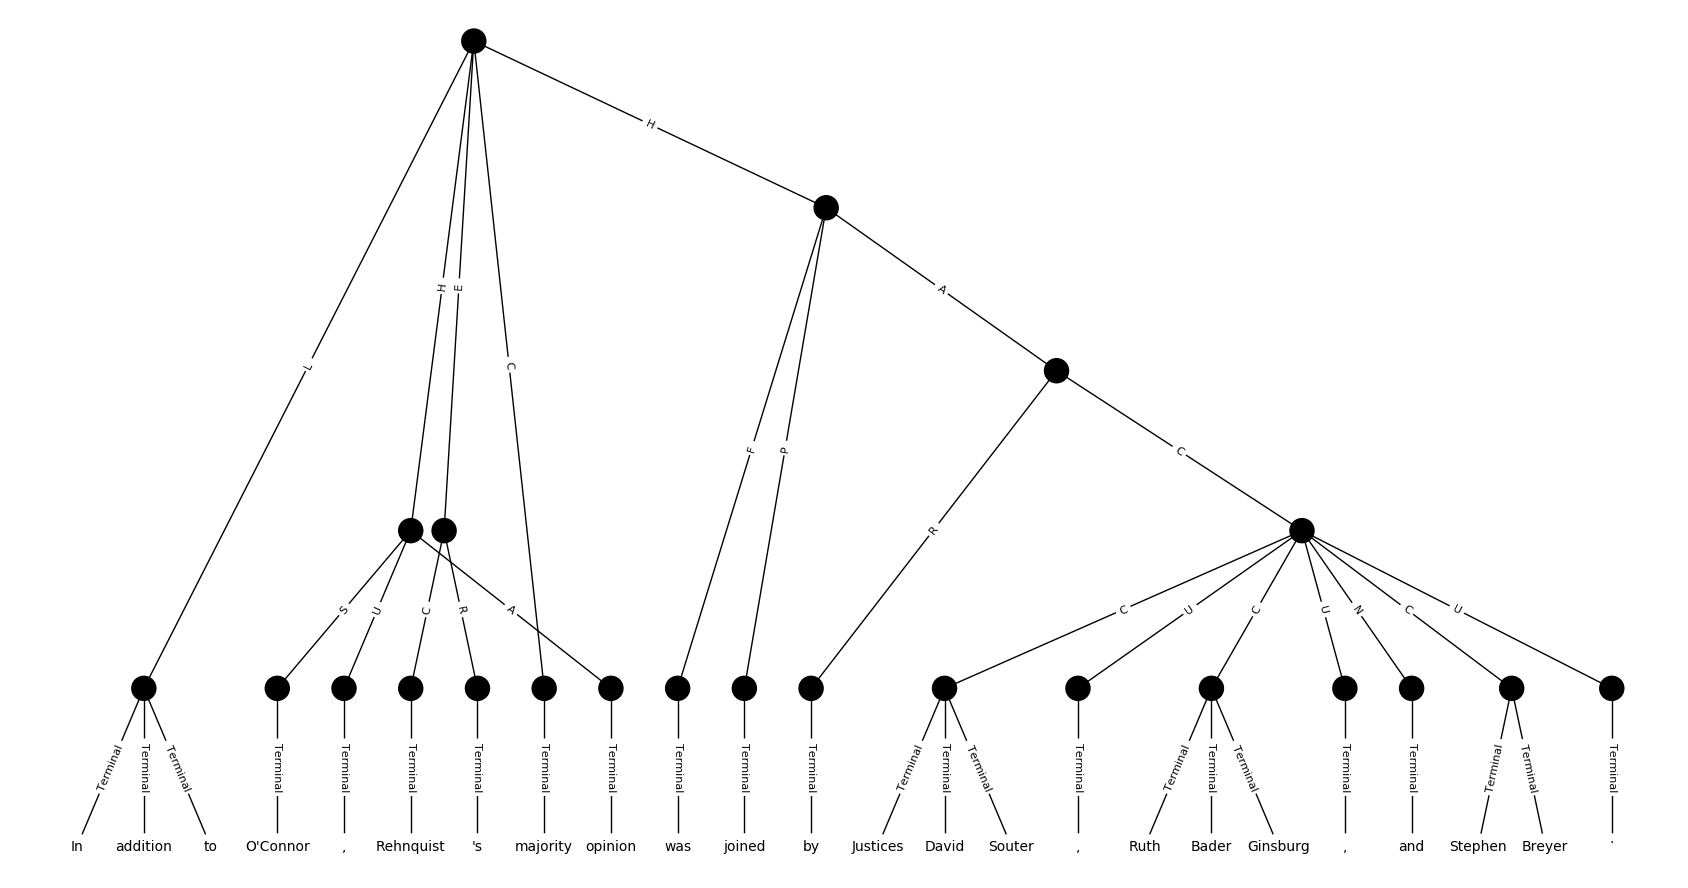 H
A
L
H
E
C
F
P
C
R
S
U
C
R
A
C
U
C
U
N
C
U
Terminal Terminal Terminal Terminal Terminal Terminal Terminal Terminal Terminal Terminal Terminal Terminal Terminal Terminal Terminal Terminal Terminal Terminal Terminal Terminal Terminal Terminal Terminal Terminal
In addition to O'Connor , Rehnquist 's majority opinion was joined by Justices David Souter , Ruth Bader Ginsburg , and Stephen Breyer .